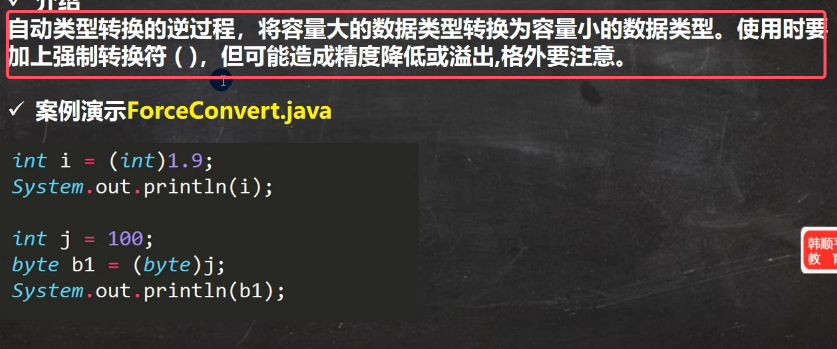 ✓ 介绍
自动类型转换的逆过程，将容量大的数据类型转换为容量小的数据类型。使用时要
加上强制转换符 ( )，但可能造成精度降低或溢出,格外要注意。
✓ 案例演示ForceConvert.java
int i = (int)1.9;
System.out.println(i);
int j = 100;
byte b1 = (byte)j;
System.out.println(b1);
韩顺平
教 育